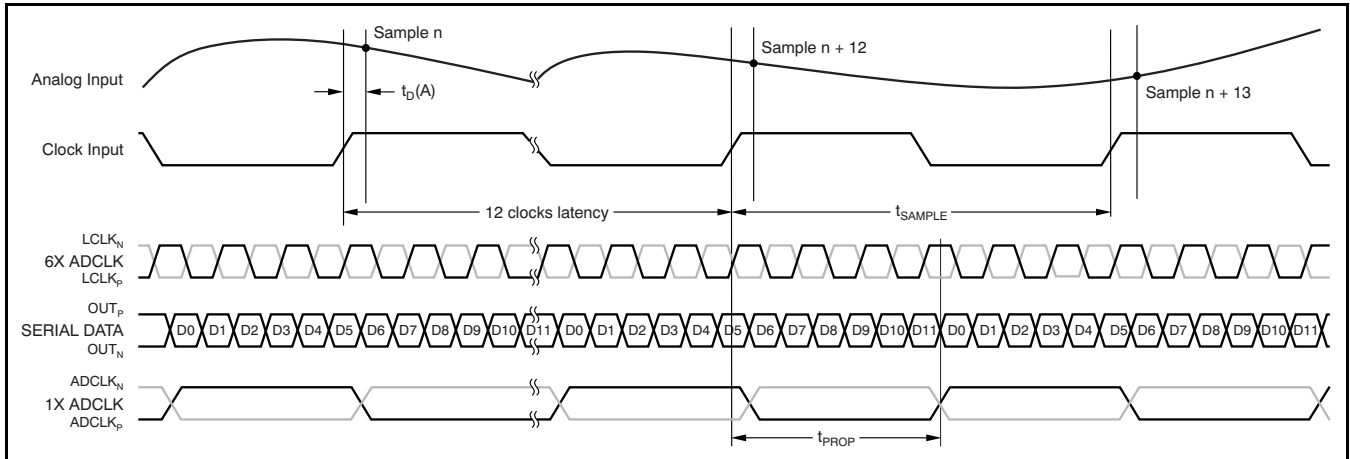 Sample n
Sample n + 12
Analog Input
t_D(A)
Sample n + 13
Clock Input
12 clocks latency
t_SAMPLE
LCLK_N
6X ADCLK
LCLK_P
OUT_P
SERIAL DATA
D0 D1 D2 D3 D4 D5 D6 D7 D8 D9 D10 D11 D0 D1 D2 D3 D4 D5 D6 D7 D8 D9 D10 D11 D0 D1 D2 D3 D4 D5 D6 D7 D8 D9 D10 D11
OUT_N
ADCLK_N
1X ADCLK
ADCLK_P
t_PROP